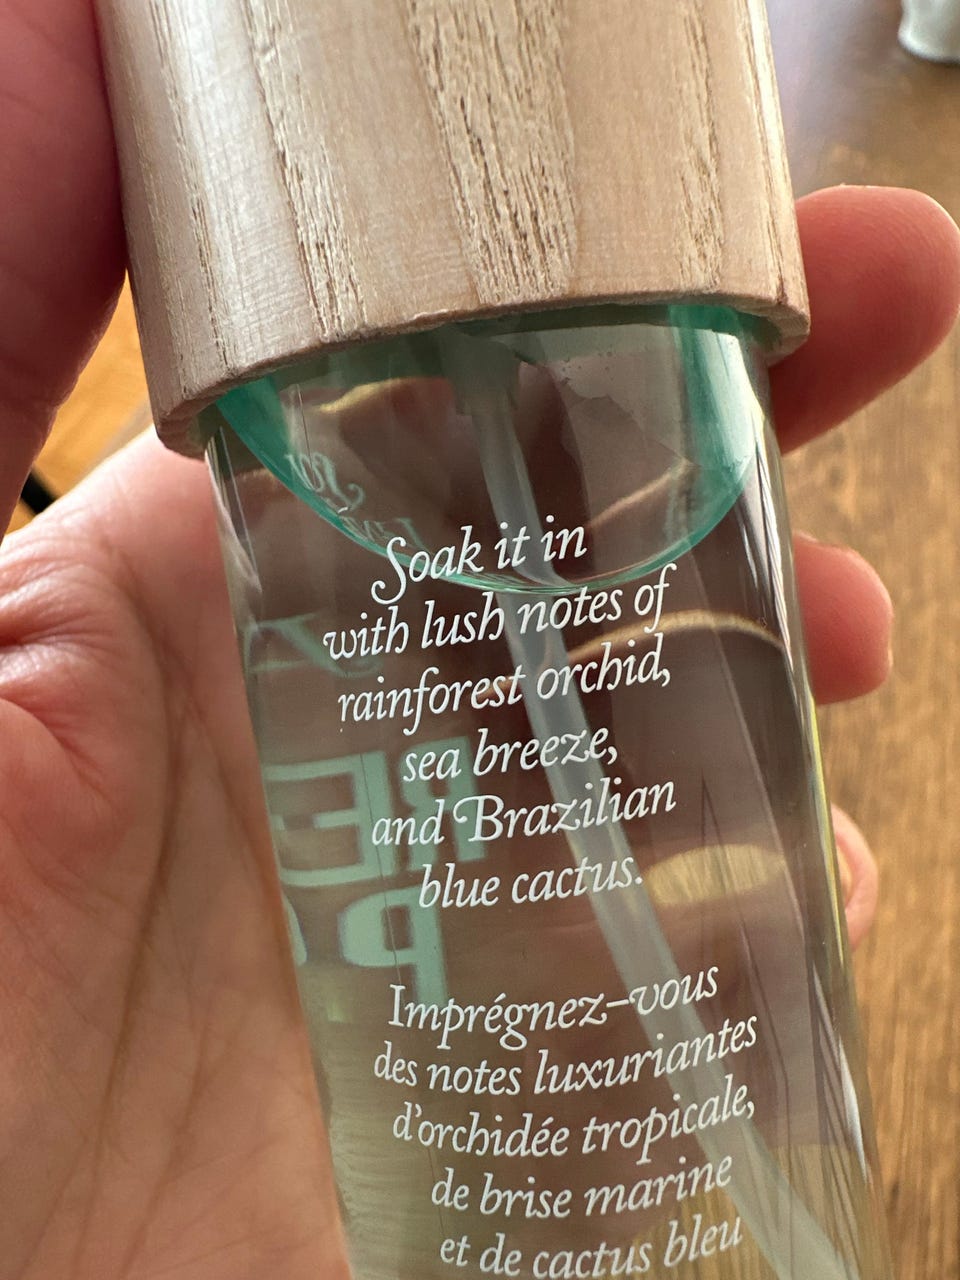 Soak it in
with lush notes of
rainforest orchid,
sea breeze,
and Brazilian
blue cactus.
Imprégnez-vous
des notes luxuriantes
d'orchidée tropicale,
de brise marine
et de cactus bleu